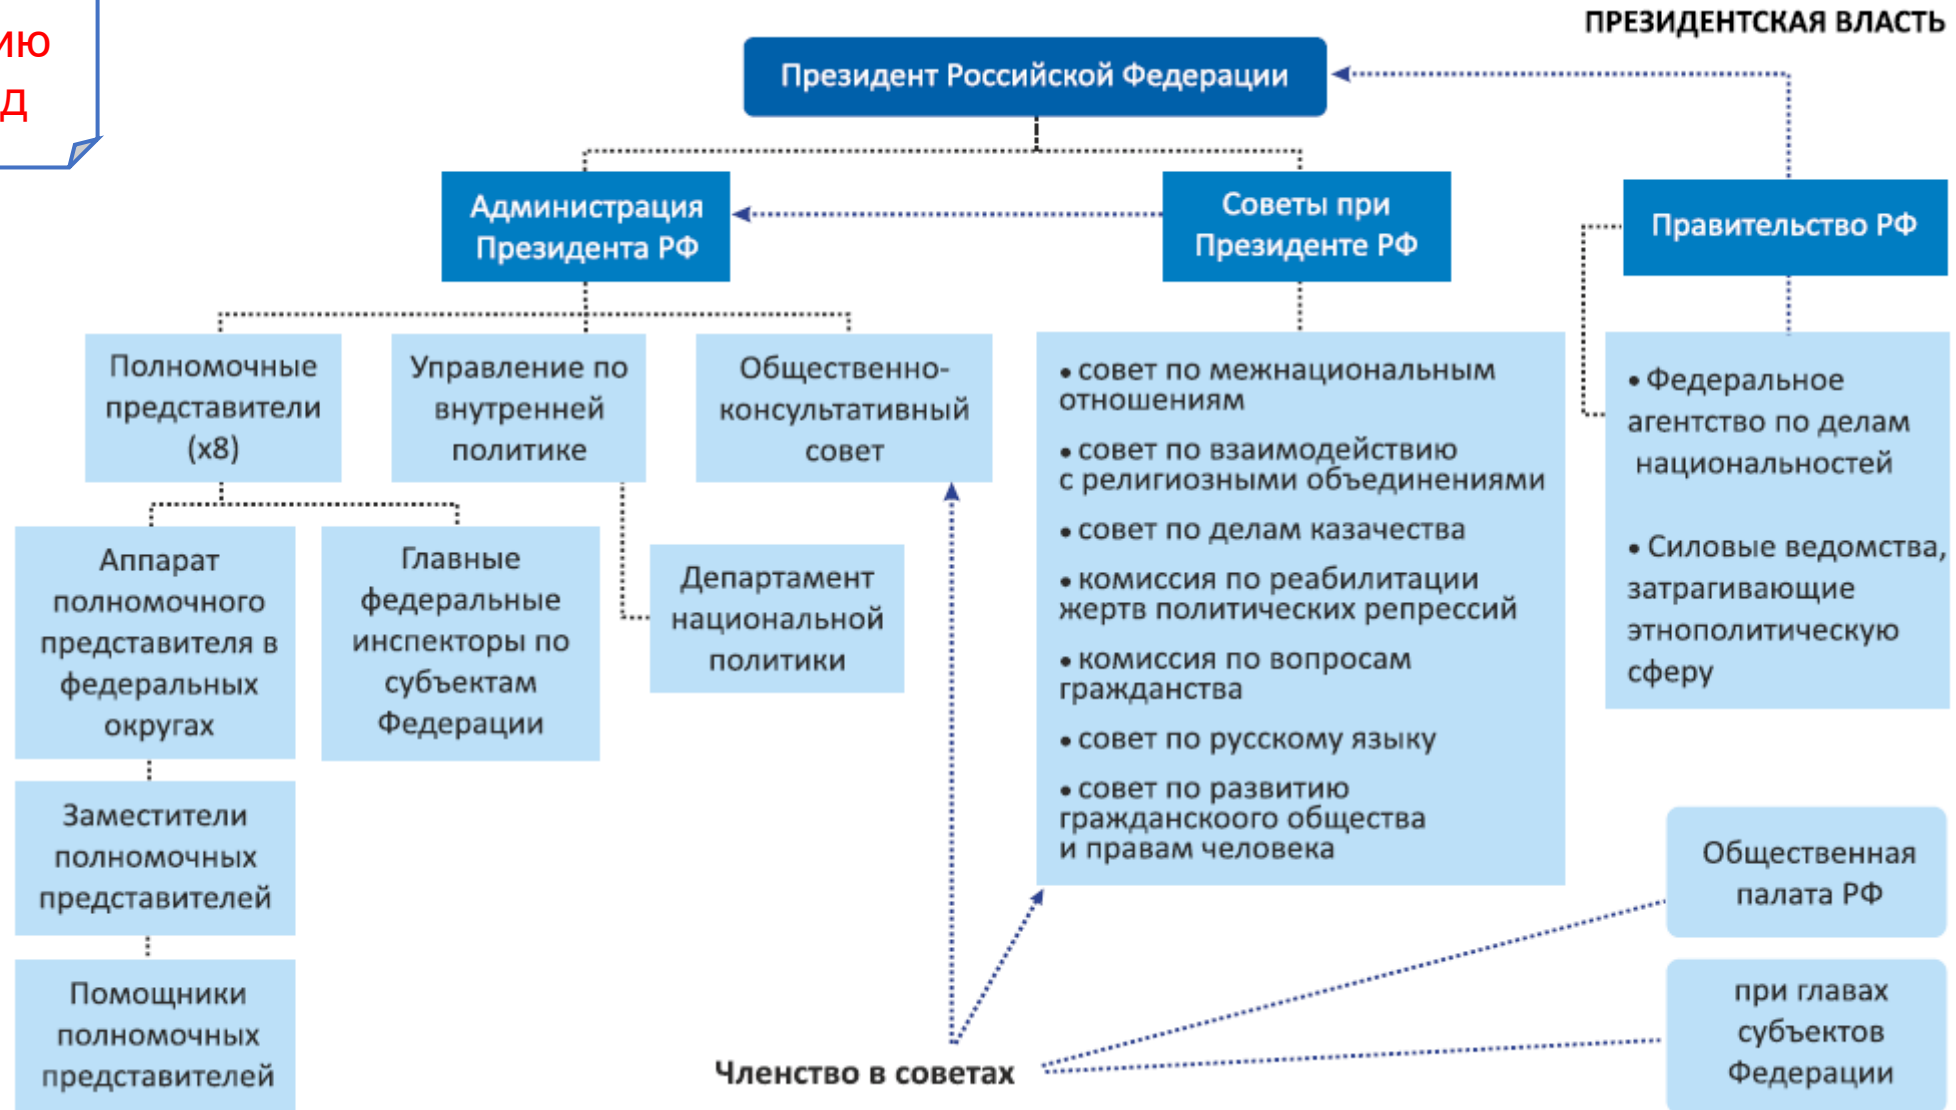 ПРЕЗИДЕНТСКАЯ ВЛАСТЬ
Президент Российской Федерации
Администрация
Президента РФ
Советы при
Президенте РФ
Правительство РФ
Полномочные
представители
(х8)
Управление по
внутренней
политике
Общественно-
консультативный
совет
• совет по межнациональным
отношениям
• совет по взаимодействию
с религиозными объединениями
• совет по делам казачества
• комиссия по реабилитации
жертв политических репрессий
• комиссия по вопросам
гражданства
• совет по русскому языку
• совет по развитию
гражданскоого общества
и правам человека
• Федеральное
агентство по делам
национальностей
• Силовые ведомства,
затрагивающие
этнополитическую
сферу
Аппарат
полномочного
представителя в
федеральных
округах
Главные
федеральные
инспекторы по
субъектам
Федерации
Департамент
национальной
политики
Заместители
полномочных
представителей
Помощники
полномочных
представителей
Членство в советах
Общественная
палата РФ
при главах
субъектов
Федерации